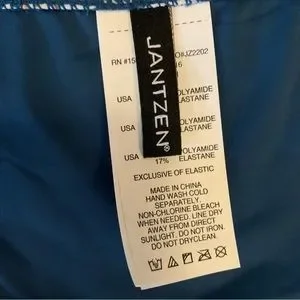 JANTZEN®
RN #15 O#JZ2202
16
USA OLYAMIDE
ELASTANE
USA OLYAMIDE
ELASTANE
USA OLYAMIDE
17% ELASTANE
EXCLUSIVE OF ELASTIC
MADE IN CHINA
HAND WASH COLD
SEPARATELY.
NON-CHLORINE BLEACH
WHEN NEEDED. LINE DRY
AWAY FROM DIRECT
SUNLIGHT. DO NOT IRON.
DO NOT DRYCLEAN.